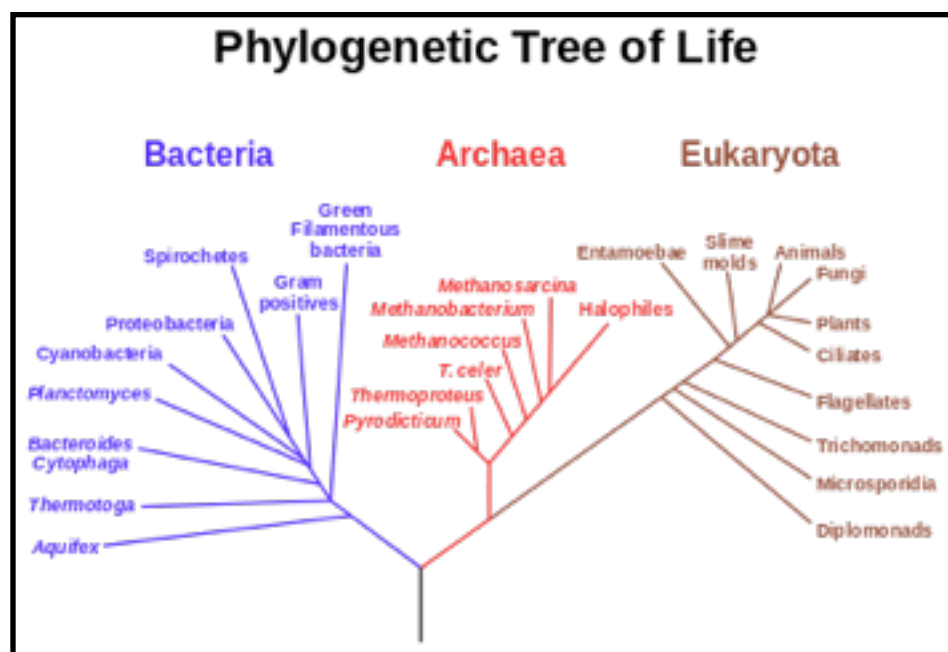 Phylogenetic Tree of Life
Bacteria
Archaea
Eukaryota
Green
Filamentous
bacteria
Spirochetes
Gram
positives
Proteobacteria
Cyanobacteria
Planctomyces
Bacteroides
Cytophaga
Thermotoga
Aquifex
Methanosarcina
Methanobacterium
Halophiles
Methanococcus
T. celer
Thermoproteus
Pyrodicticum
Entamoebae
Slime
molds
Animals
Fungi
Plants
Ciliates
Flagellates
Trichomonads
Microsporidia
Diplomonads